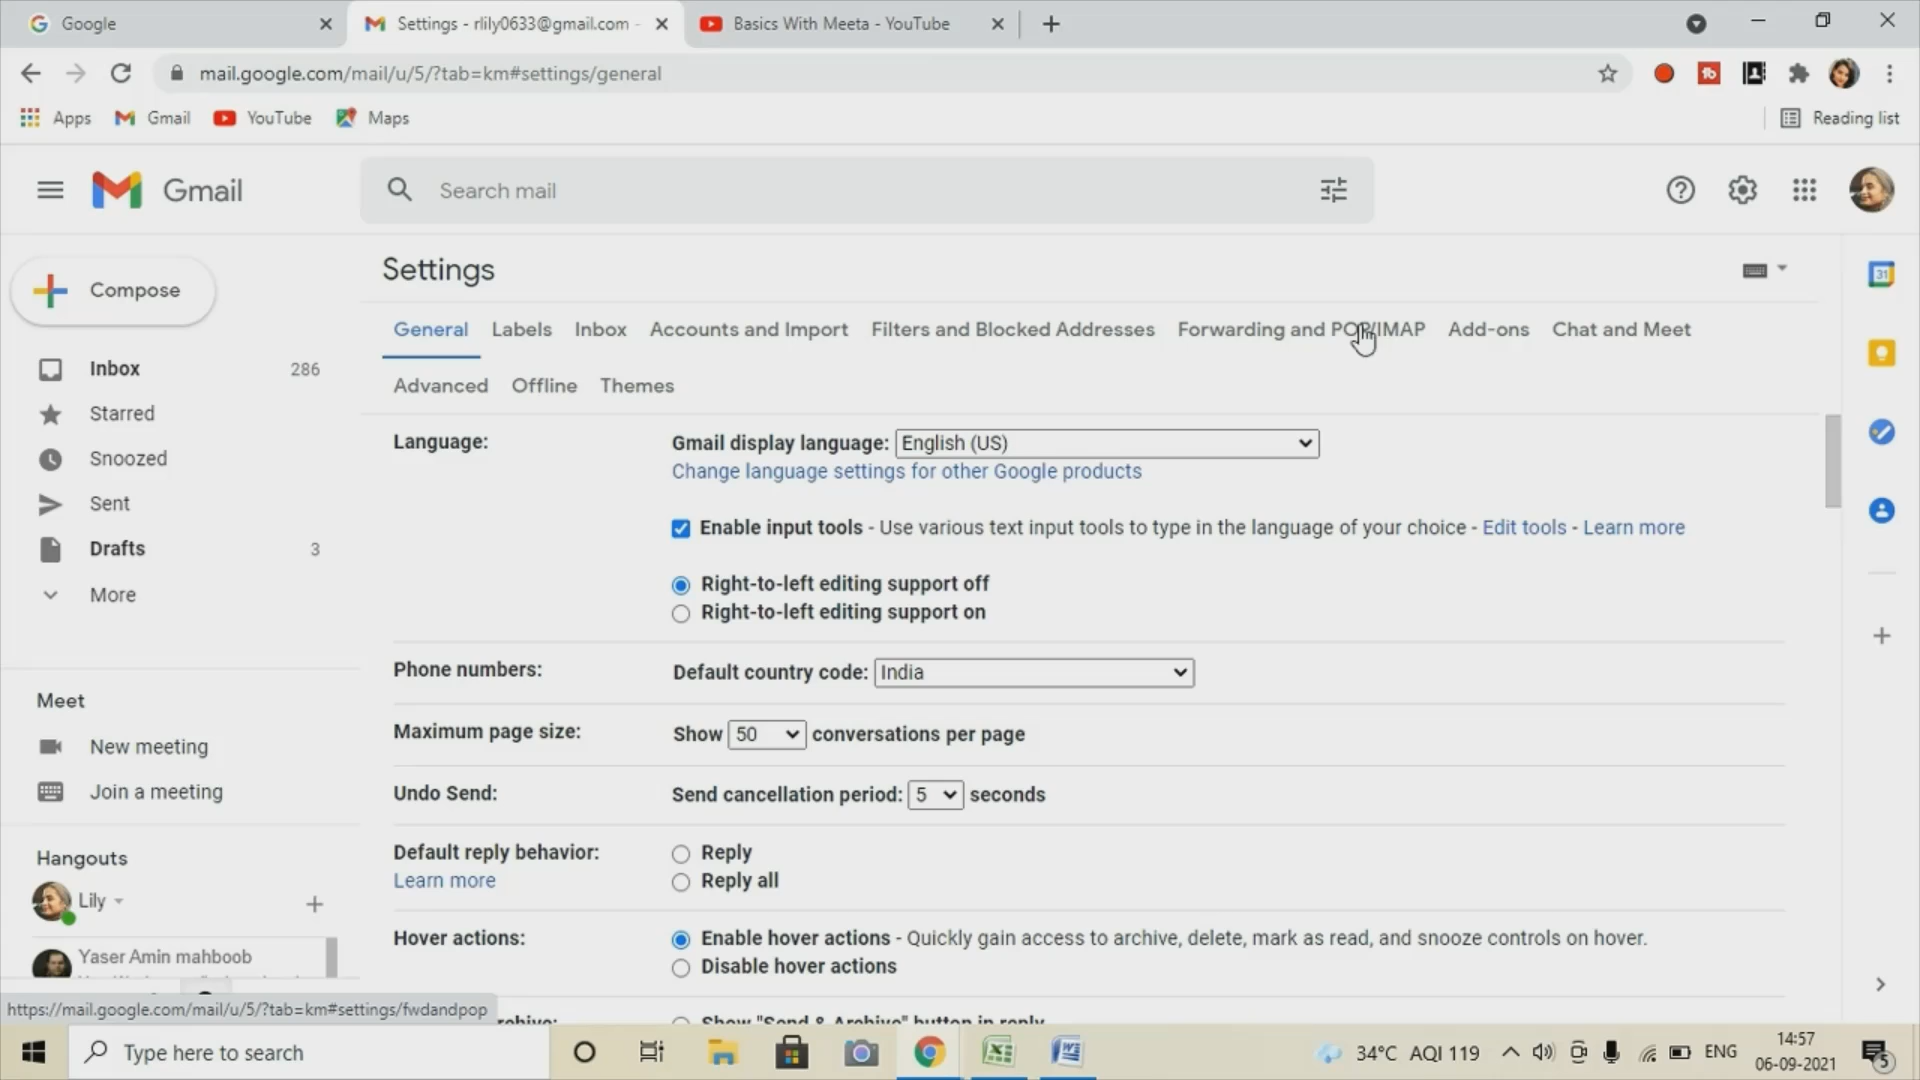 Google
Settings - rlily0633@gmail.com -
Basics With Meeta - YouTube
mail.google.com/mail/u/5/?tab=km#settings/general
Apps
Gmail
YouTube
Maps
Reading list
Gmail
Search mail
Compose
Inbox 286
Starred
Snoozed
Sent
Drafts 3
More
Meet
New meeting
Join a meeting
Hangouts
Lily
Yaser Amin mahboob
Settings
General Labels Inbox Accounts and Import Filters and Blocked Addresses Forwarding and POP/IMAP Add-ons Chat and Meet
Advanced Offline Themes
Language: Gmail display language: English (US)
Change language settings for other Google products
Enable input tools - Use various text input tools to type in the language of your choice - Edit tools - Learn more
Right-to-left editing support off
Right-to-left editing support on
Phone numbers: Default country code: India
Maximum page size: Show 50 conversations per page
Undo Send: Send cancellation period: 5 seconds
Default reply behavior: Reply
Learn more Reply all
Hover actions: Enable hover actions - Quickly gain access to archive, delete, mark as read, and snooze controls on hover.
Disable hover actions
Show "Send & Archive" button in reply
https://mail.google.com/mail/u/5/?tab=km#settings/fwdandpop
Type here to search
34°C AQI 119
ENG
14:57
06-09-2021
5
31